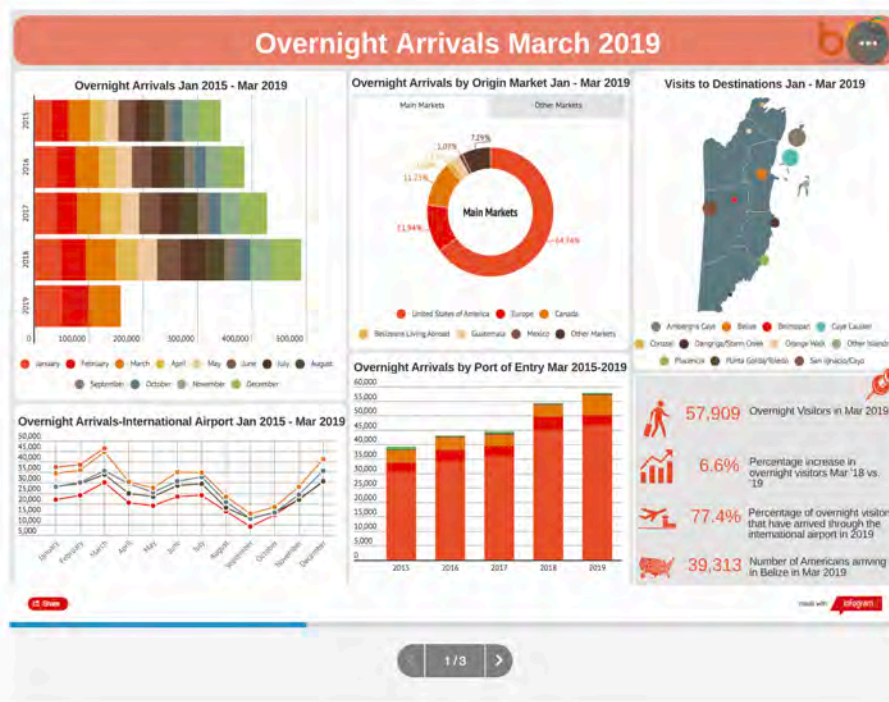 Overnight Arrivals March 2019
Overnight Arrivals Jan 2015 - Mar 2019
2015
2016
2017
2018
2019
0
100,000
200,000
300,000
400,000
500,000
January
February
March
April
May
June
July
August
September
October
November
December
Overnight Arrivals by Origin Market Jan - Mar 2019
Main Markets
Other Markets
7.29%
1.07%
11.23%
11.94%
64.74%
Main Markets
United States of America
Europe
Canada
Belizeans Living Abroad
Guatemala
Mexico
Other Markets
Visits to Destinations Jan - Mar 2019
Ambergris Caye
Belize
Belmopan
Caye Caulker
Corozal
Dangriga/Stann Creek
Orange Walk
Other Islands
Placencia
Punta Gorda/Toledo
San Ignacio/Cayo
Overnight Arrivals-International Airport Jan 2015 - Mar 2019
50,000
45,000
40,000
35,000
30,000
25,000
20,000
15,000
10,000
5,000
January
February
March
April
May
June
July
August
September
October
November
December
Overnight Arrivals by Port of Entry Mar 2015-2019
60,000
55,000
50,000
45,000
40,000
35,000
30,000
25,000
20,000
15,000
10,000
5,000
0
2015
2016
2017
2018
2019
57,909
Overnight Visitors in Mar 2019
6.6%
Percentage increase in
overnight visitors Mar '18 vs.
'19
77.4%
Percentage of overnight visitor
that have arrived through the
international airport in 2019
39,313
Number of Americans arriving
in Belize in Mar 2019
Share
made with
infogram
1/3